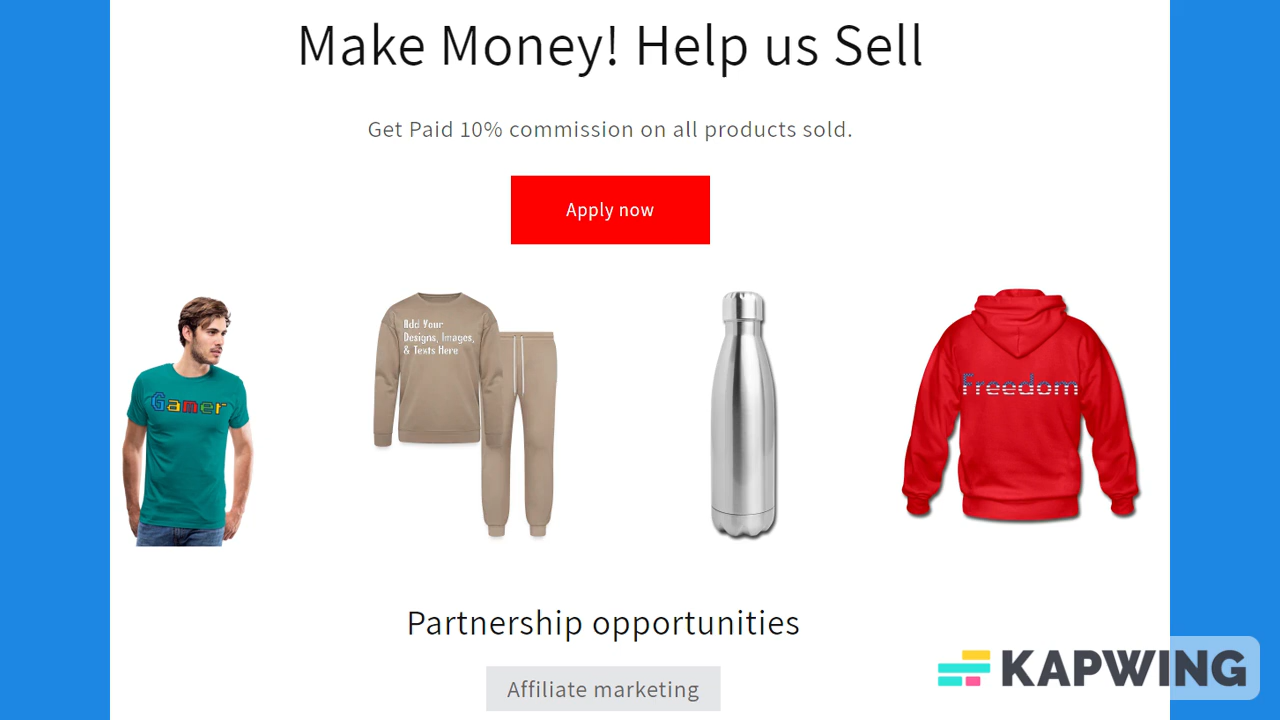 Make Money! Help us Sell
Get Paid 10% commission on all products sold.
Apply now
Gamer
Add Your
Designs, Images,
& Texts Here
Freedom
Partnership opportunities
Affiliate marketing
KAPWING